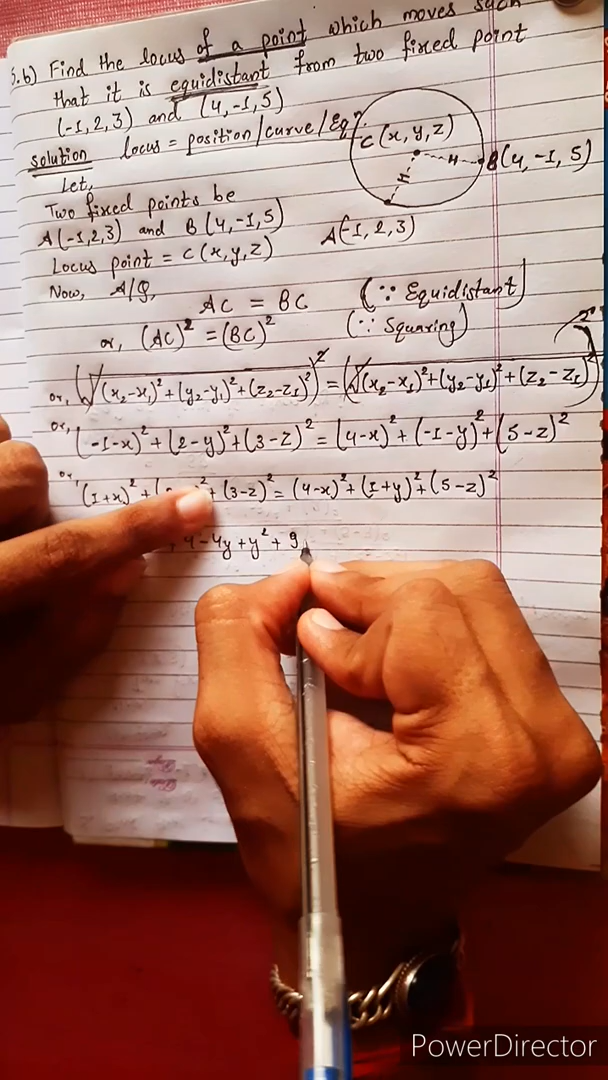 5.b) Find the locus of a point which moves such
that it is equidistant from two fixed point
(-1,2,3) and (4,-1,5)
solution locus = position/curve/Eqn.
C(x,y,z)
B(4,-1,5)
A(-1,2,3)
Let,
Two fixed points be
A(-1,2,3) and B(4,-1,5)
Locus point = C(x,y,z)
Now, A/Q,
AC = BC (∵ Equidistant)
or, (AC)² = (BC)² (∵ Squaring)
or, (√(x₂-x₁)²+(y₂-y₁)²+(z₂-z₁)²)² = (√(x₂-x₁)²+(y₂-y₁)²+(z₂-z₁)²)²
or, (-1-x)²+(2-y)²+(3-z)² = (4-x)²+(-1-y)²+(5-z)²
or, (1+x)²+( ² + (3-z)² = (4-x)²+(1+y)²+(5-z)²
+ 4-4y+y²+9
PowerDirector